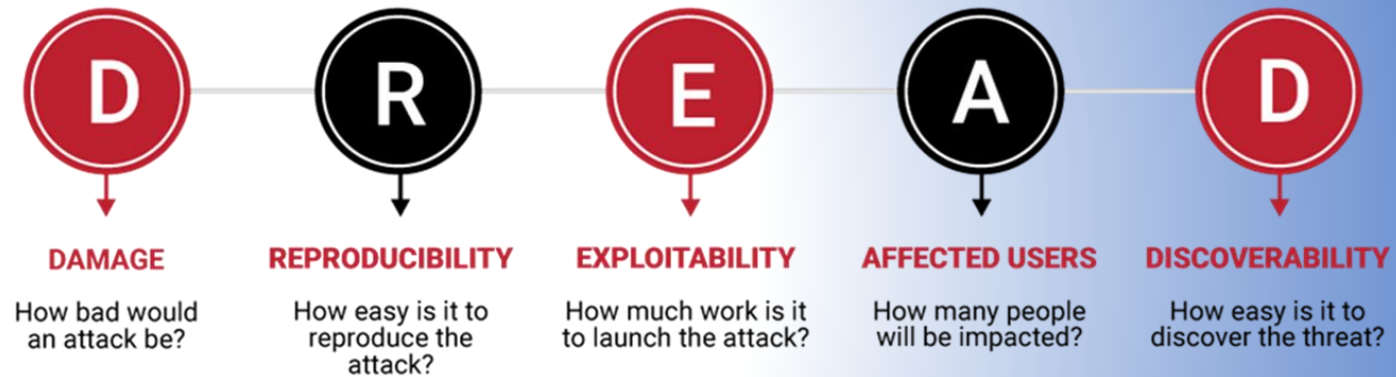 D
R
E
A
D
DAMAGE
How bad would
an attack be?
REPRODUCIBILITY
How easy is it to
reproduce the
attack?
EXPLOITABILITY
How much work is it
to launch the attack?
AFFECTED USERS
How many people
will be impacted?
DISCOVERABILITY
How easy is it to
discover the threat?